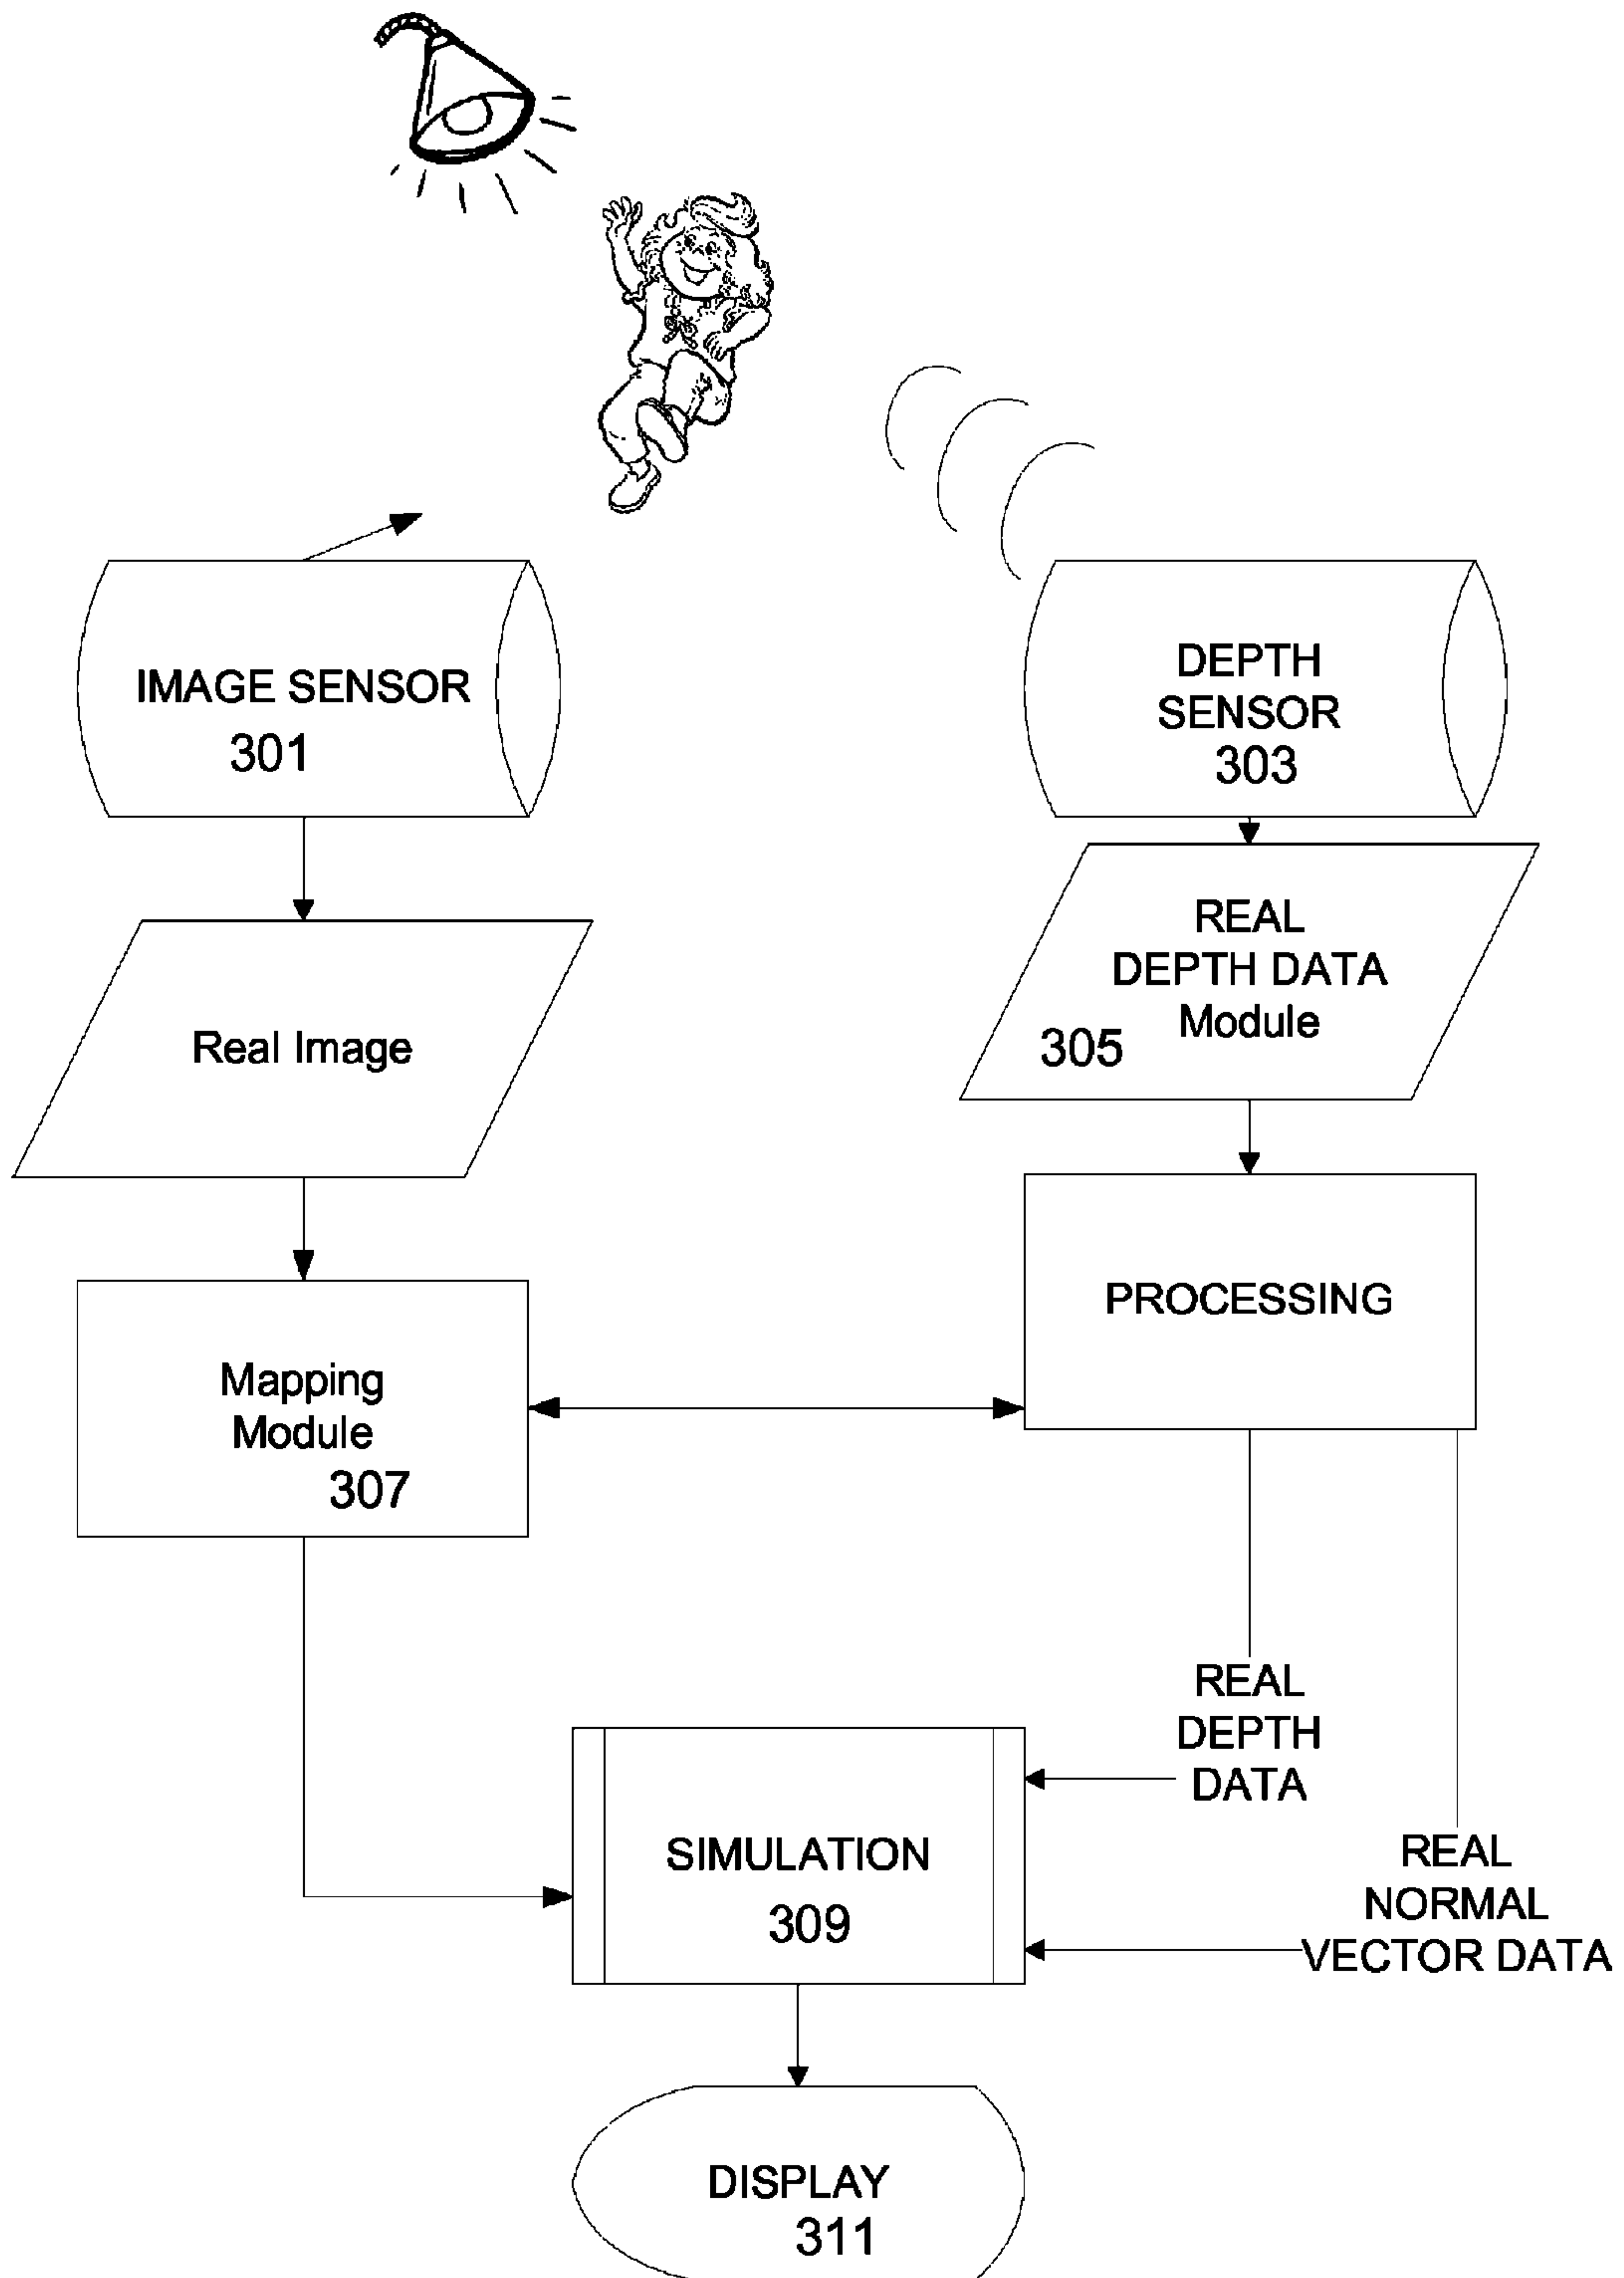 IMAGE SENSOR
301
DEPTH
SENSOR
303
Real Image
REAL
DEPTH DATA
Module
305
Mapping
Module
307
PROCESSING
REAL
DEPTH
DATA
REAL
NORMAL
VECTOR DATA
SIMULATION
309
DISPLAY
311